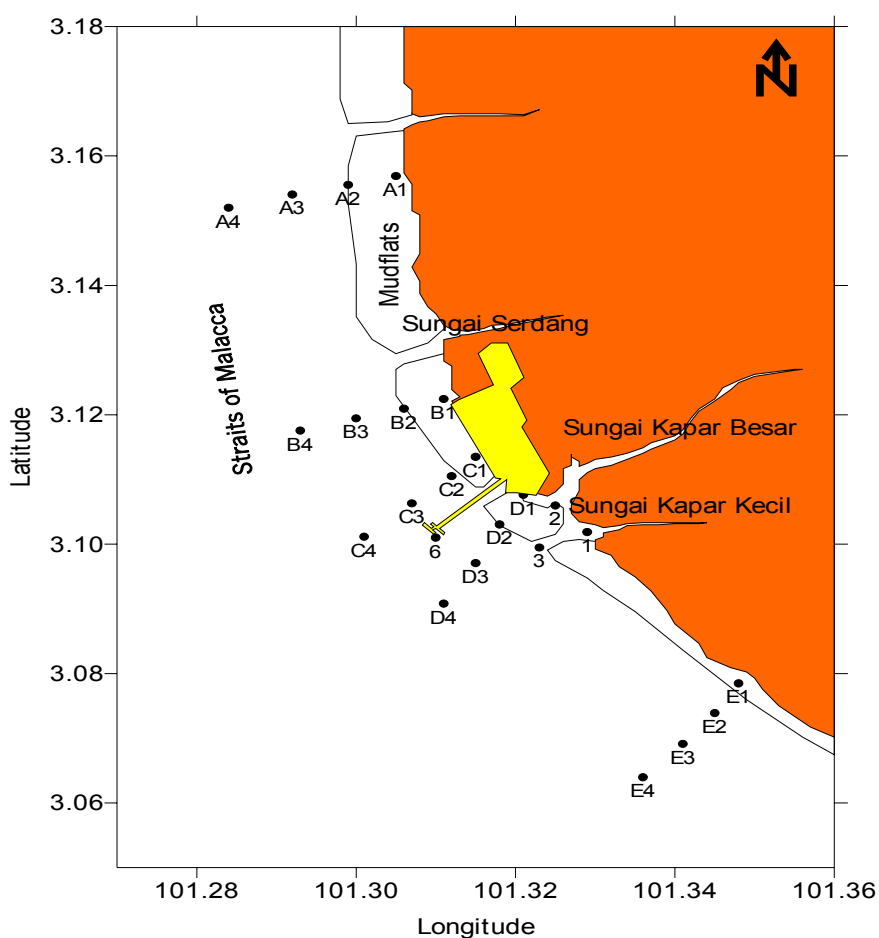 3.18
N
3.16
A1
A2
A3
A4
Mudflats
3.14
Sungai Serdang
Straits of Malacca
3.12
B1
B2
B3
B4
Sungai Kapar Besar
C1
C2
Latitude
Sungai Kapar Kecil
D1
2
C3
D2
1
3.10
C4
6
3
D3
D4
3.08
E1
E2
E3
E4
3.06
101.28
101.30
101.32
101.34
101.36
Longitude